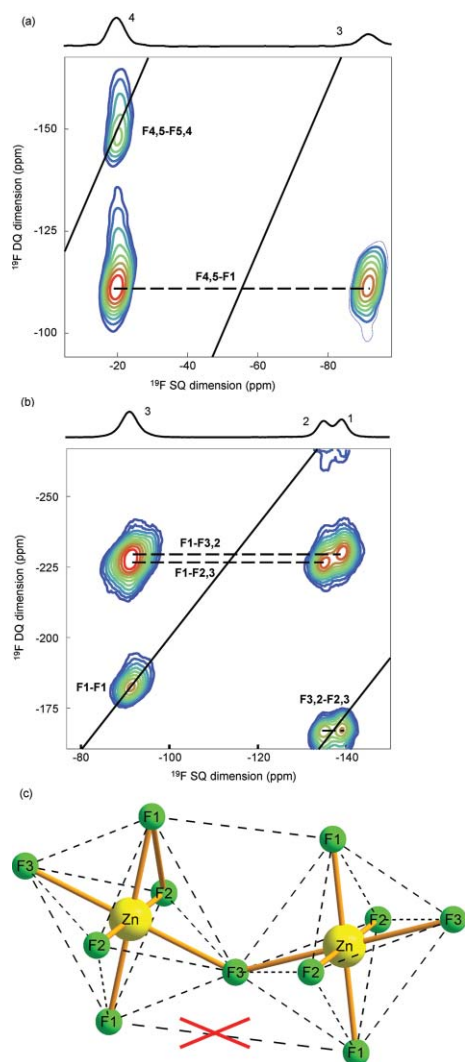 (a)
4
3
-150
-125
-100
¹⁹F DQ dimension (ppm)
F4,5-F5,4
F4,5-F1
-20
-40
-60
-80
¹⁹F SQ dimension (ppm)
(b)
3
2
1
-250
-225
-200
-175
¹⁹F DQ dimension (ppm)
F1-F3,2
F1-F2,3
F1-F1
F3,2-F2,3
-80
-100
-120
-140
¹⁹F SQ dimension (ppm)
(c)
F1
F1
F3
F2
Zn
F2
F3
F2
Zn
F3
F2
F1
F1